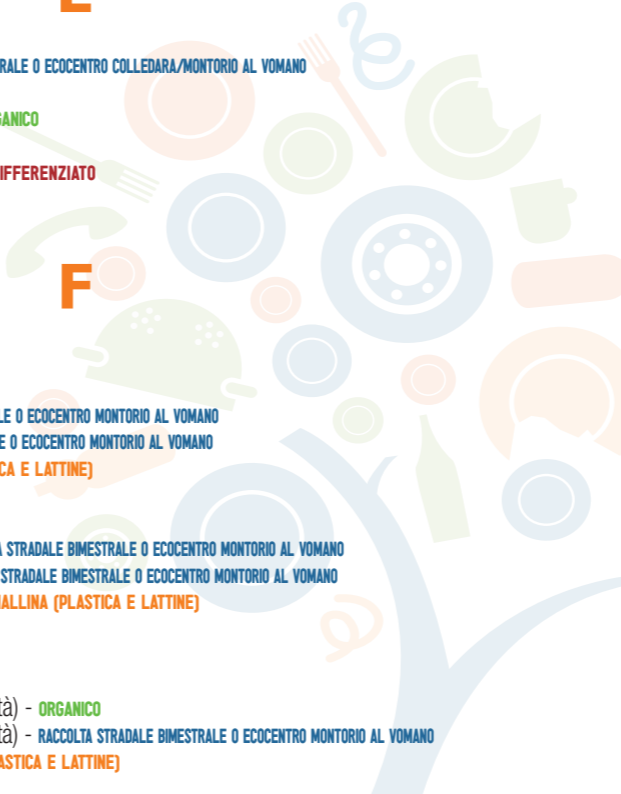 E
RALE O ECOCENTRO COLLEDARA/MONTORIO AL VOMANO
GANICO
IFFERENZIATO
F
LE O ECOCENTRO MONTORIO AL VOMANO
E O ECOCENTRO MONTORIO AL VOMANO
CA E LATTINE)
A STRADALE BIMESTRALE O ECOCENTRO MONTORIO AL VOMANO
STRADALE BIMESTRALE O ECOCENTRO MONTORIO AL VOMANO
IALLINA (PLASTICA E LATTINE)
tà) - ORGANICO
tà) - RACCOLTA STRADALE BIMESTRALE O ECOCENTRO MONTORIO AL VOMANO
ASTICA E LATTINE)